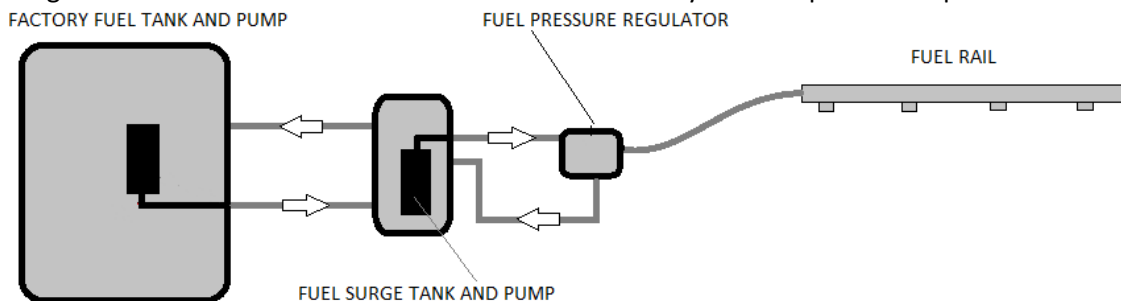 FACTORY FUEL TANK AND PUMP
FUEL PRESSURE REGULATOR
FUEL RAIL
FUEL SURGE TANK AND PUMP